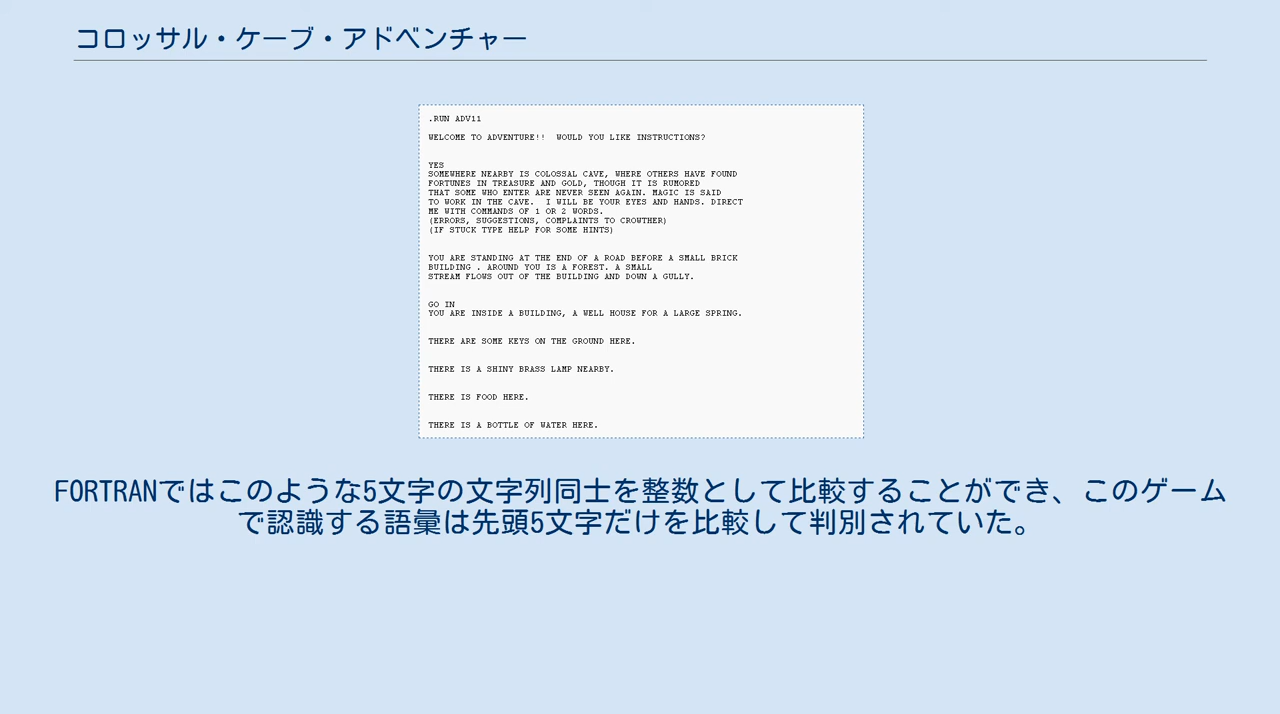 コロッサル・ケーブ・アドベンチャー
.RUN ADV11
WELCOME TO ADVENTURE!!  WOULD YOU LIKE INSTRUCTIONS?
YES
SOMEWHERE NEARBY IS COLOSSAL CAVE, WHERE OTHERS HAVE FOUND
FORTUNES IN TREASURE AND GOLD, THOUGH IT IS RUMORED
THAT SOME WHO ENTER ARE NEVER SEEN AGAIN. MAGIC IS SAID
TO WORK IN THE CAVE.  I WILL BE YOUR EYES AND HANDS. DIRECT
ME WITH COMMANDS OF 1 OR 2 WORDS.
(ERRORS, SUGGESTIONS, COMPLAINTS TO CROWTHER)
(IF STUCK TYPE HELP FOR SOME HINTS)
YOU ARE STANDING AT THE END OF A ROAD BEFORE A SMALL BRICK
BUILDING . AROUND YOU IS A FOREST. A SMALL
STREAM FLOWS OUT OF THE BUILDING AND DOWN A GULLY.
GO IN
YOU ARE INSIDE A BUILDING, A WELL HOUSE FOR A LARGE SPRING.
THERE ARE SOME KEYS ON THE GROUND HERE.
THERE IS A SHINY BRASS LAMP NEARBY.
THERE IS FOOD HERE.
THERE IS A BOTTLE OF WATER HERE.
FORTRANではこのような5文字の文字列同士を整数として比較することができ、このゲーム
で認識する語彙は先頭5文字だけを比較して判別されていた。